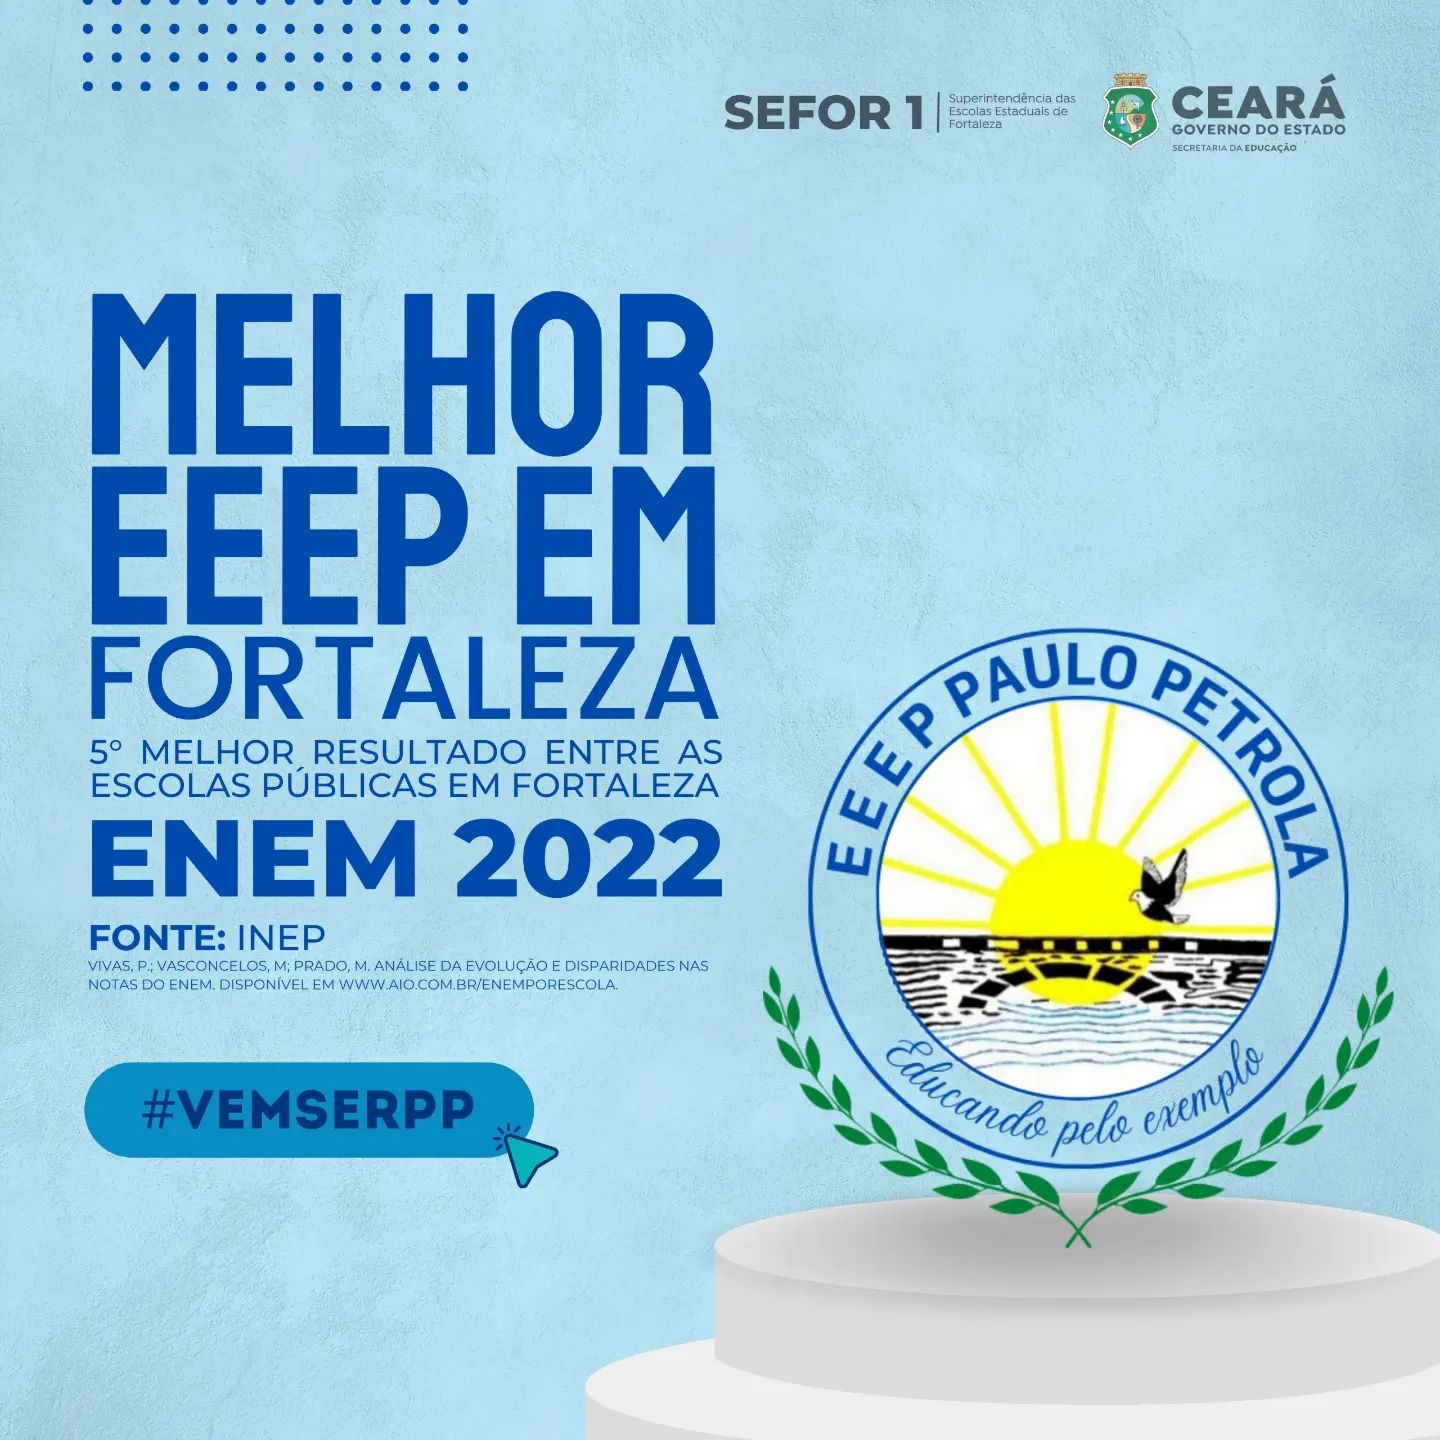 SEFOR 1
Superintendência das
Escolas Estaduais de
Fortaleza
CEARÁ
GOVERNO DO ESTADO
SECRETARIA DA EDUCAÇÃO
MELHOR
EEEP EM
FORTALEZA
5º MELHOR RESULTADO ENTRE AS
ESCOLAS PÚBLICAS EM FORTALEZA
ENEM 2022
FONTE: INEP
VIVAS, P.; VASCONCELOS, M; PRADO, M. ANÁLISE DA EVOLUÇÃO E DISPARIDADES NAS
NOTAS DO ENEM. DISPONÍVEL EM WWW.AIO.COM.BR/ENEMPORESCOLA.
#VEMSERPP
E E E P PAULO PETROLA
Educando pelo exemplo